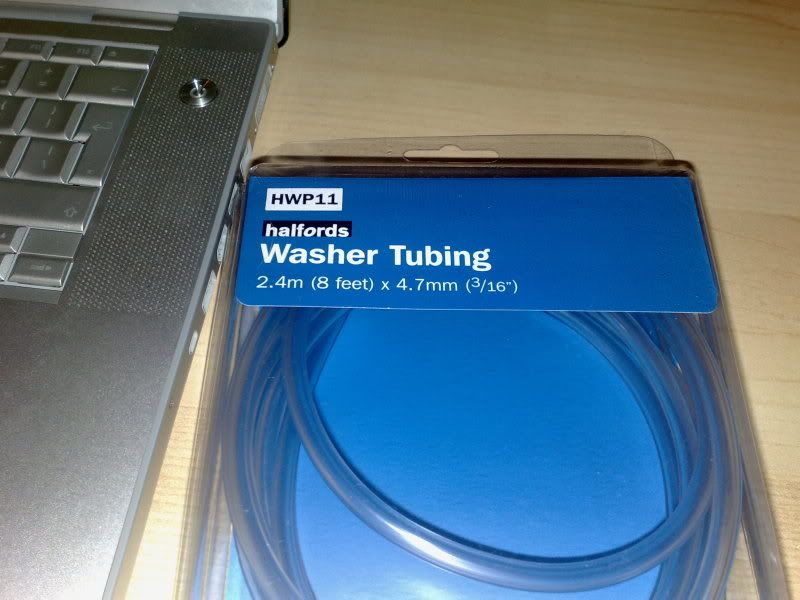 HWP11
halfords
Washer Tubing
2.4m (8 feet) x 4.7mm (3/16")